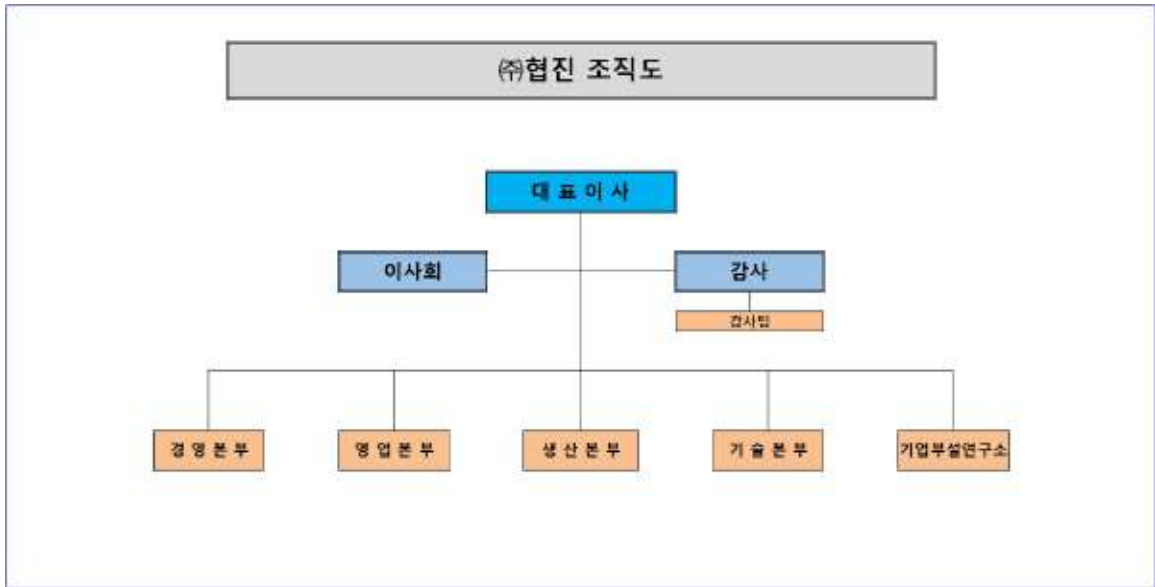 ㈜협진 조직도
대 표 이 사
이사회
감사
감사팀
경 영 본 부
영 업 본 부
생 산 본 부
기 술 본 부
기업부설연구소